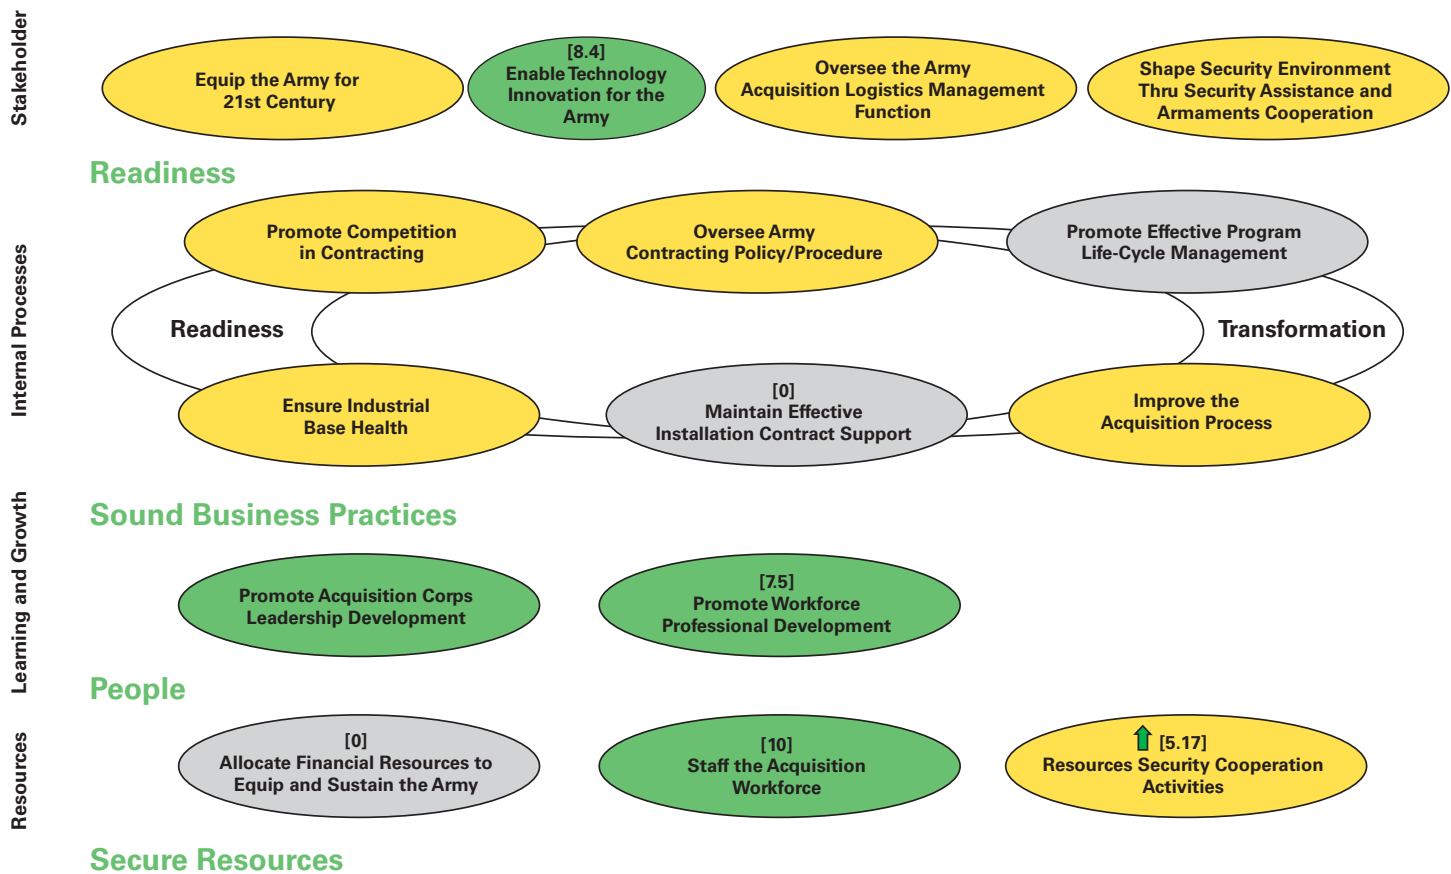 Stakeholder
Equip the Army for
21st Century
[8.4]
Enable Technology
Innovation for the
Army
Oversee the Army
Acquisition Logistics Management
Function
Shape Security Environment
Thru Security Assistance and
Armaments Cooperation
Readiness
Internal Processes
Promote Competition
in Contracting
Oversee Army
Contracting Policy/Procedure
Promote Effective Program
Life-Cycle Management
Readiness
Transformation
Ensure Industrial
Base Health
[0]
Maintain Effective
Installation Contract Support
Improve the
Acquisition Process
Sound Business Practices
Learning and Growth
Promote Acquisition Corps
Leadership Development
[7.5]
Promote Workforce
Professional Development
People
Resources
[0]
Allocate Financial Resources to
Equip and Sustain the Army
[10]
Staff the Acquisition
Workforce
[5.17]
Resources Security Cooperation
Activities
Secure Resources